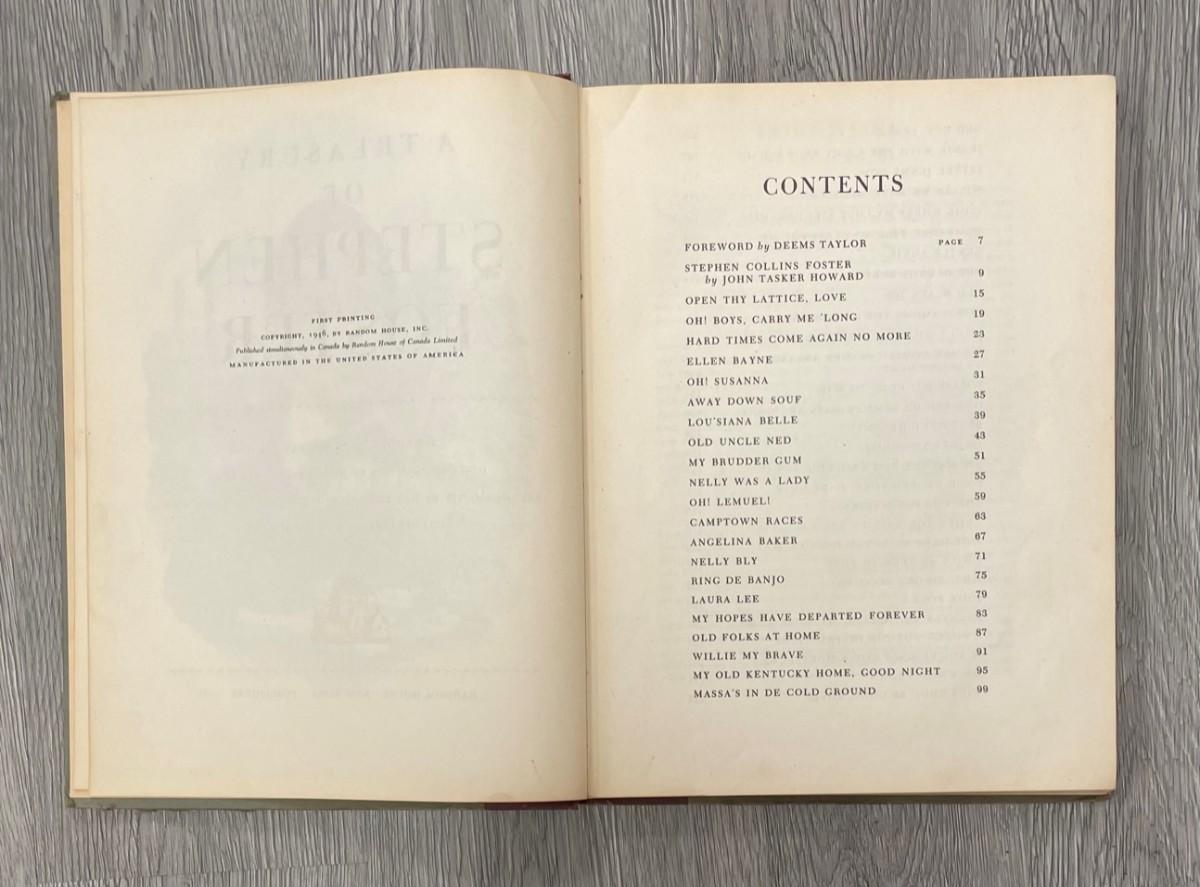 FIRST PRINTING
COPYRIGHT, 1946, BY RANDOM HOUSE, INC.
Published simultaneously in Canada by Random House of Canada Limited
MANUFACTURED IN THE UNITED STATES OF AMERICA
CONTENTS
FOREWORD by DEEMS TAYLOR PAGE 7
STEPHEN COLLINS FOSTER
by JOHN TASKER HOWARD 9
OPEN THY LATTICE, LOVE 15
OH! BOYS, CARRY ME 'LONG 19
HARD TIMES COME AGAIN NO MORE 23
ELLEN BAYNE 27
OH! SUSANNA 31
AWAY DOWN SOUF 35
LOU'SIANA BELLE 39
OLD UNCLE NED 43
MY BRUDDER GUM 51
NELLY WAS A LADY 55
OH! LEMUEL! 59
CAMPTOWN RACES 63
ANGELINA BAKER 67
NELLY BLY 71
RING DE BANJO 75
LAURA LEE 79
MY HOPES HAVE DEPARTED FOREVER 83
OLD FOLKS AT HOME 87
WILLIE MY BRAVE 91
MY OLD KENTUCKY HOME, GOOD NIGHT 95
MASSA'S IN DE COLD GROUND 99